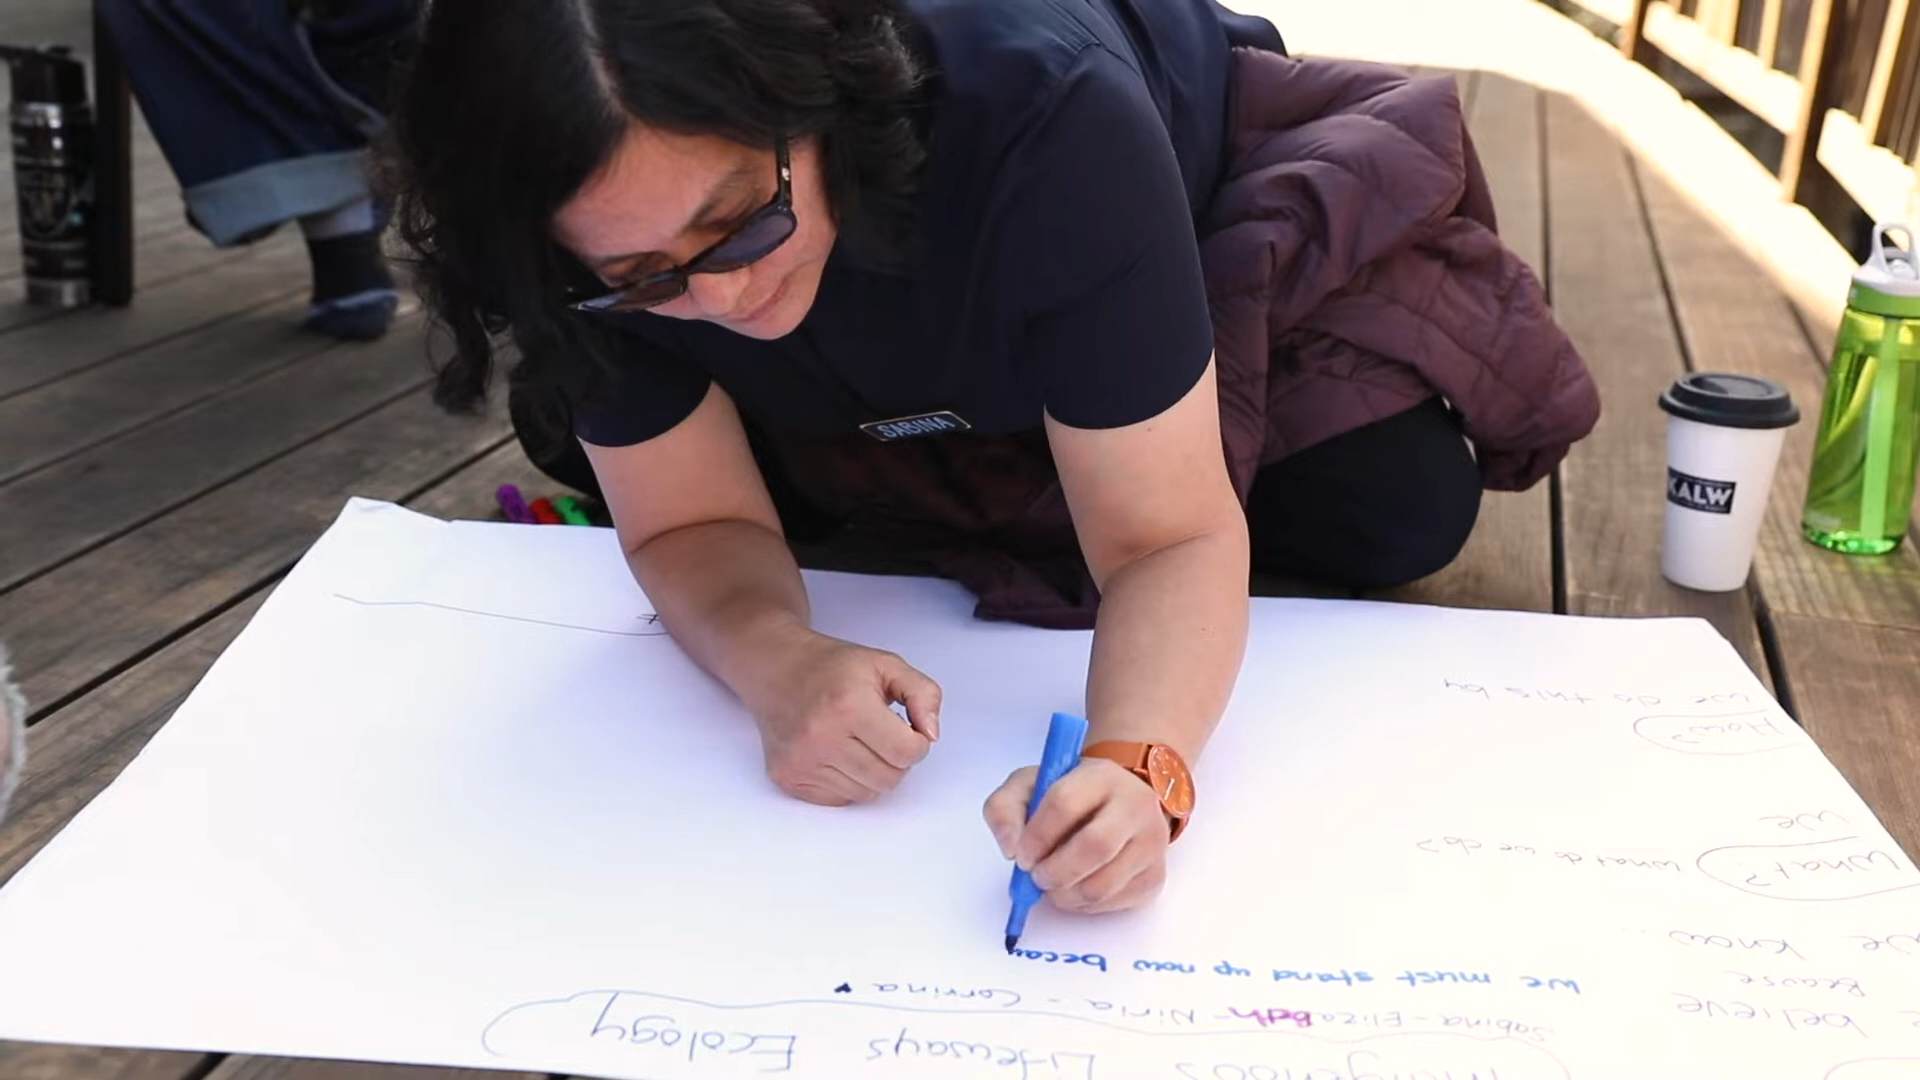 SABINA
KALW
Indigenous Lifeways Ecology
Sabina - Elizabeth - Niria - Corrina
we must stand up now becau
believe
Because
we know
What? what do we do?
we
How?
we do this by